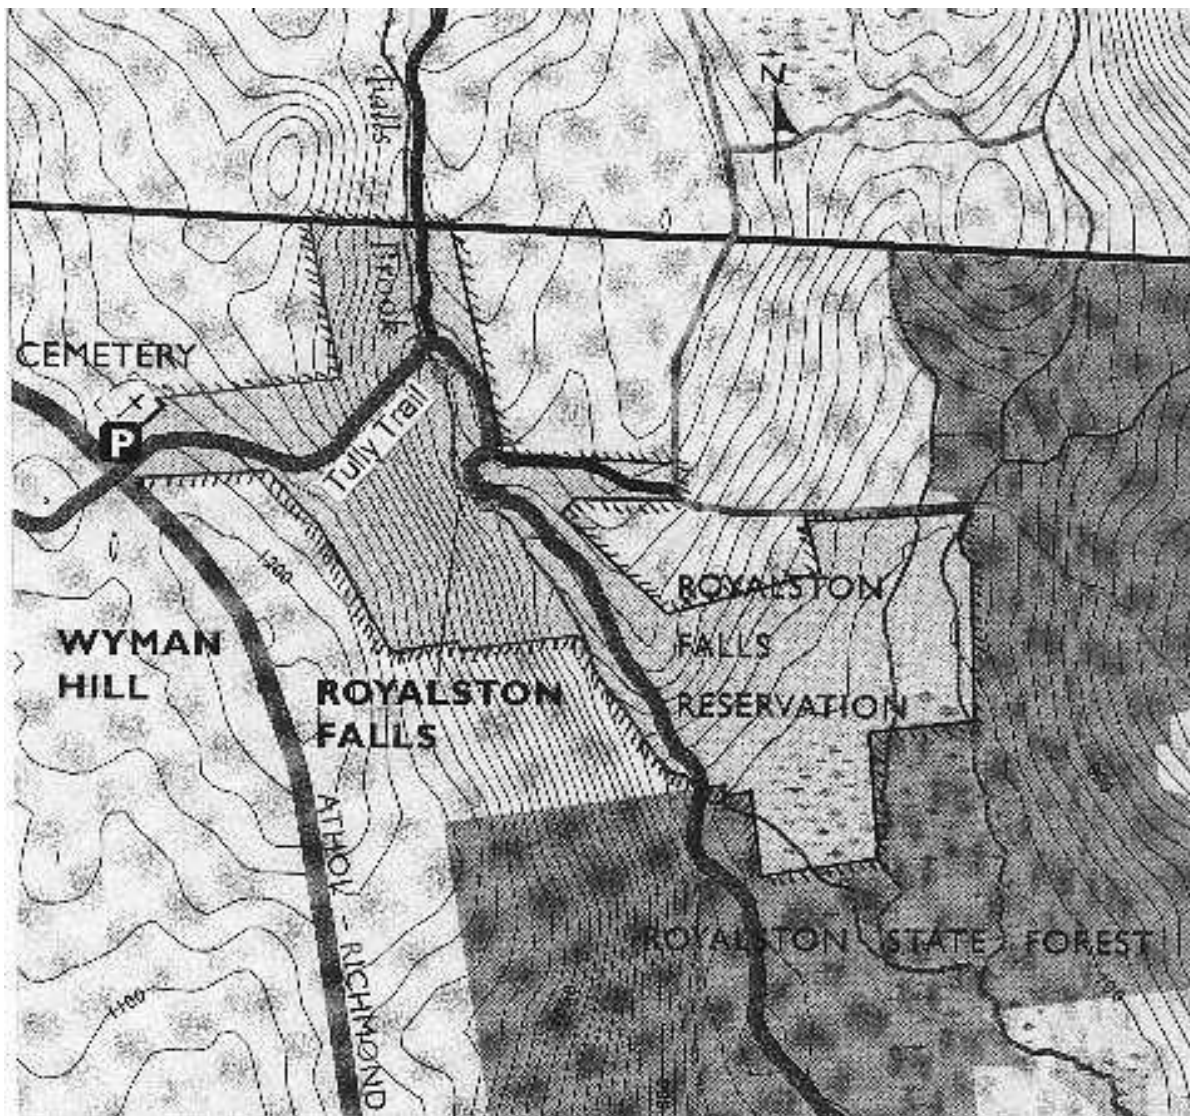 N
Falls
Brook
CEMETERY
P
Tully Trail
1200
ROYALSTON
FALLS
RESERVATION
WYMAN
HILL
ROYALSTON
FALLS
ATHOL - RICHMOND
ROYALSTON STATE FOREST
1100